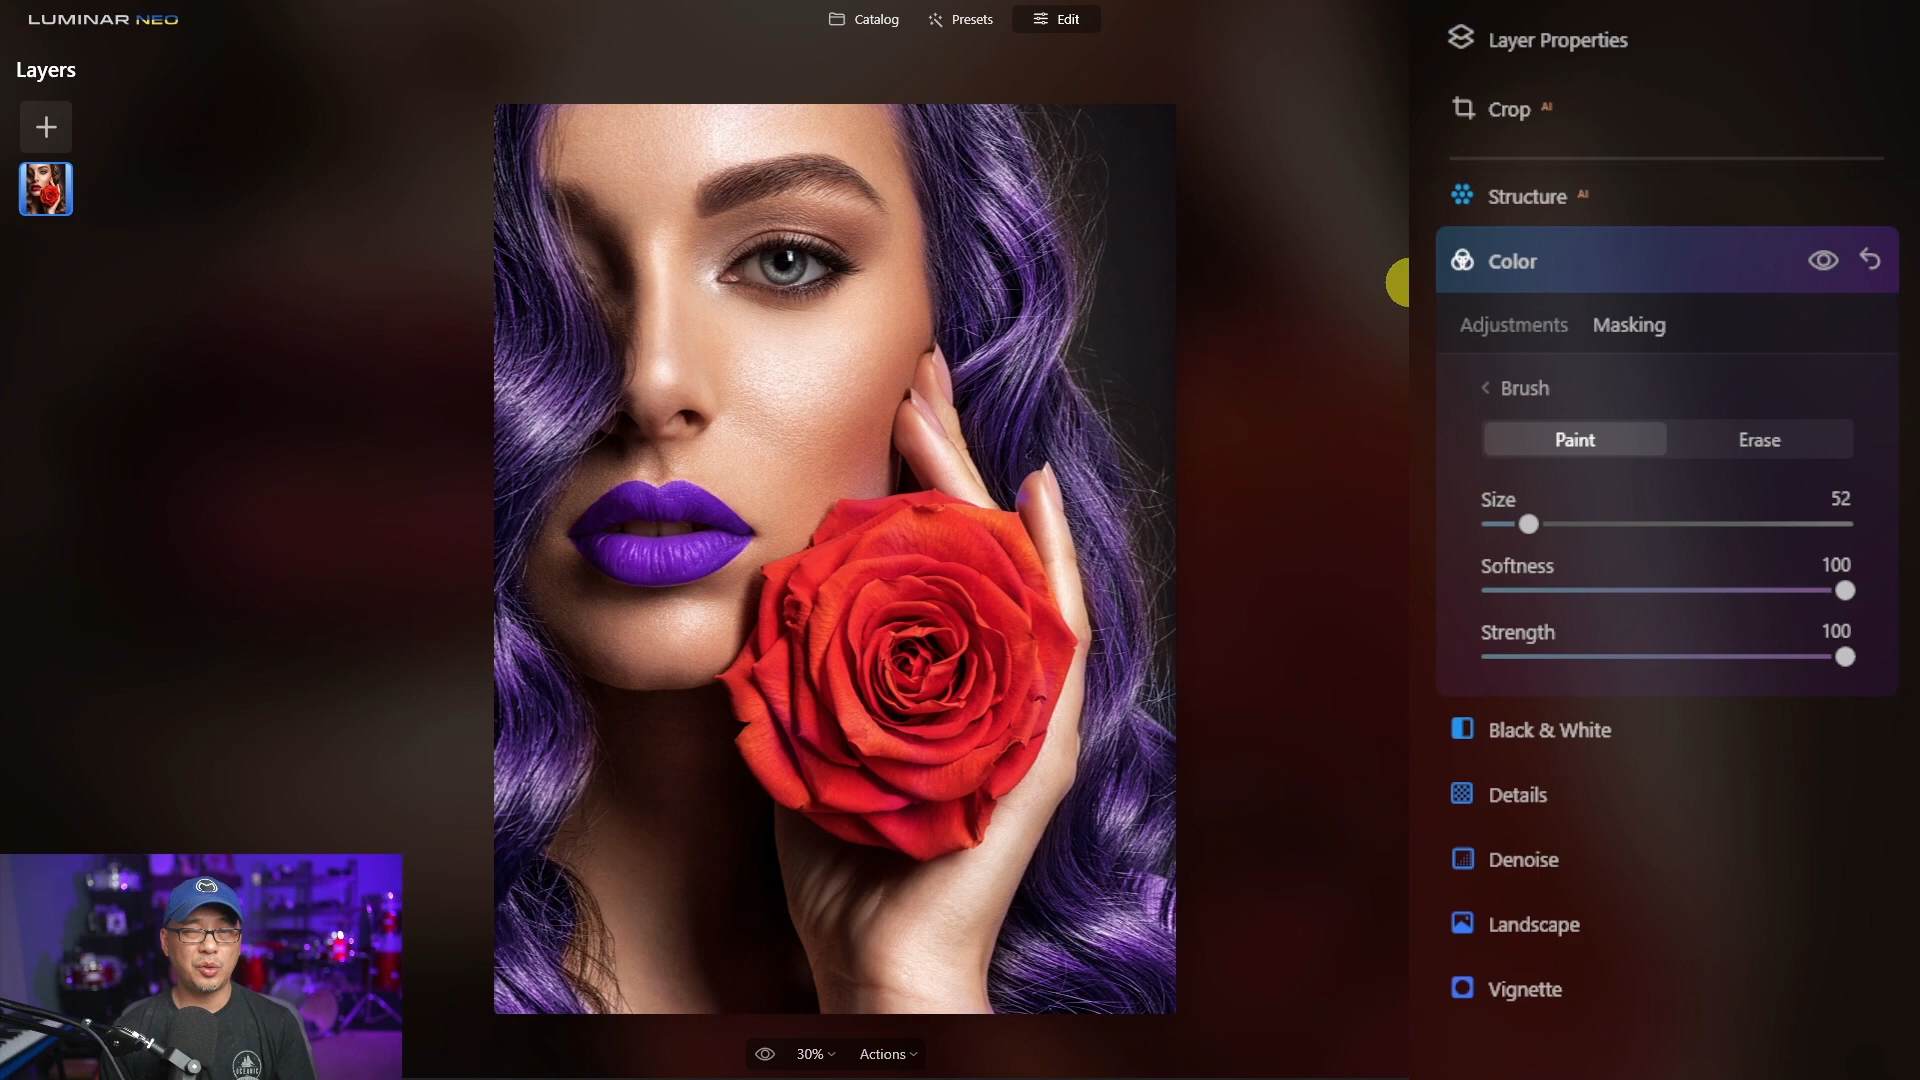 LUMINAR NEO
Catalog
Presets
Edit
Layers
Layer Properties
Crop AI
Structure AI
Color
Adjustments
Masking
Brush
Paint
Erase
Size
52
Softness
100
Strength
100
Black & White
Details
Denoise
Landscape
Vignette
30%
Actions
OCEANIC